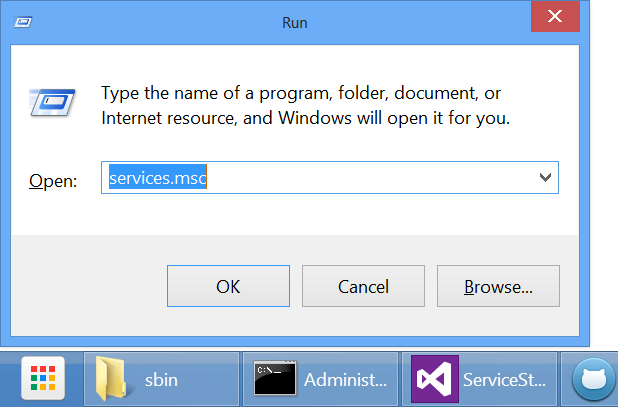 Run
Type the name of a program, folder, document, or
Internet resource, and Windows will open it for you.
Open:
services.msc
OK
Cancel
Browse...
sbin
C:\_
Administ...
ServiceSt...